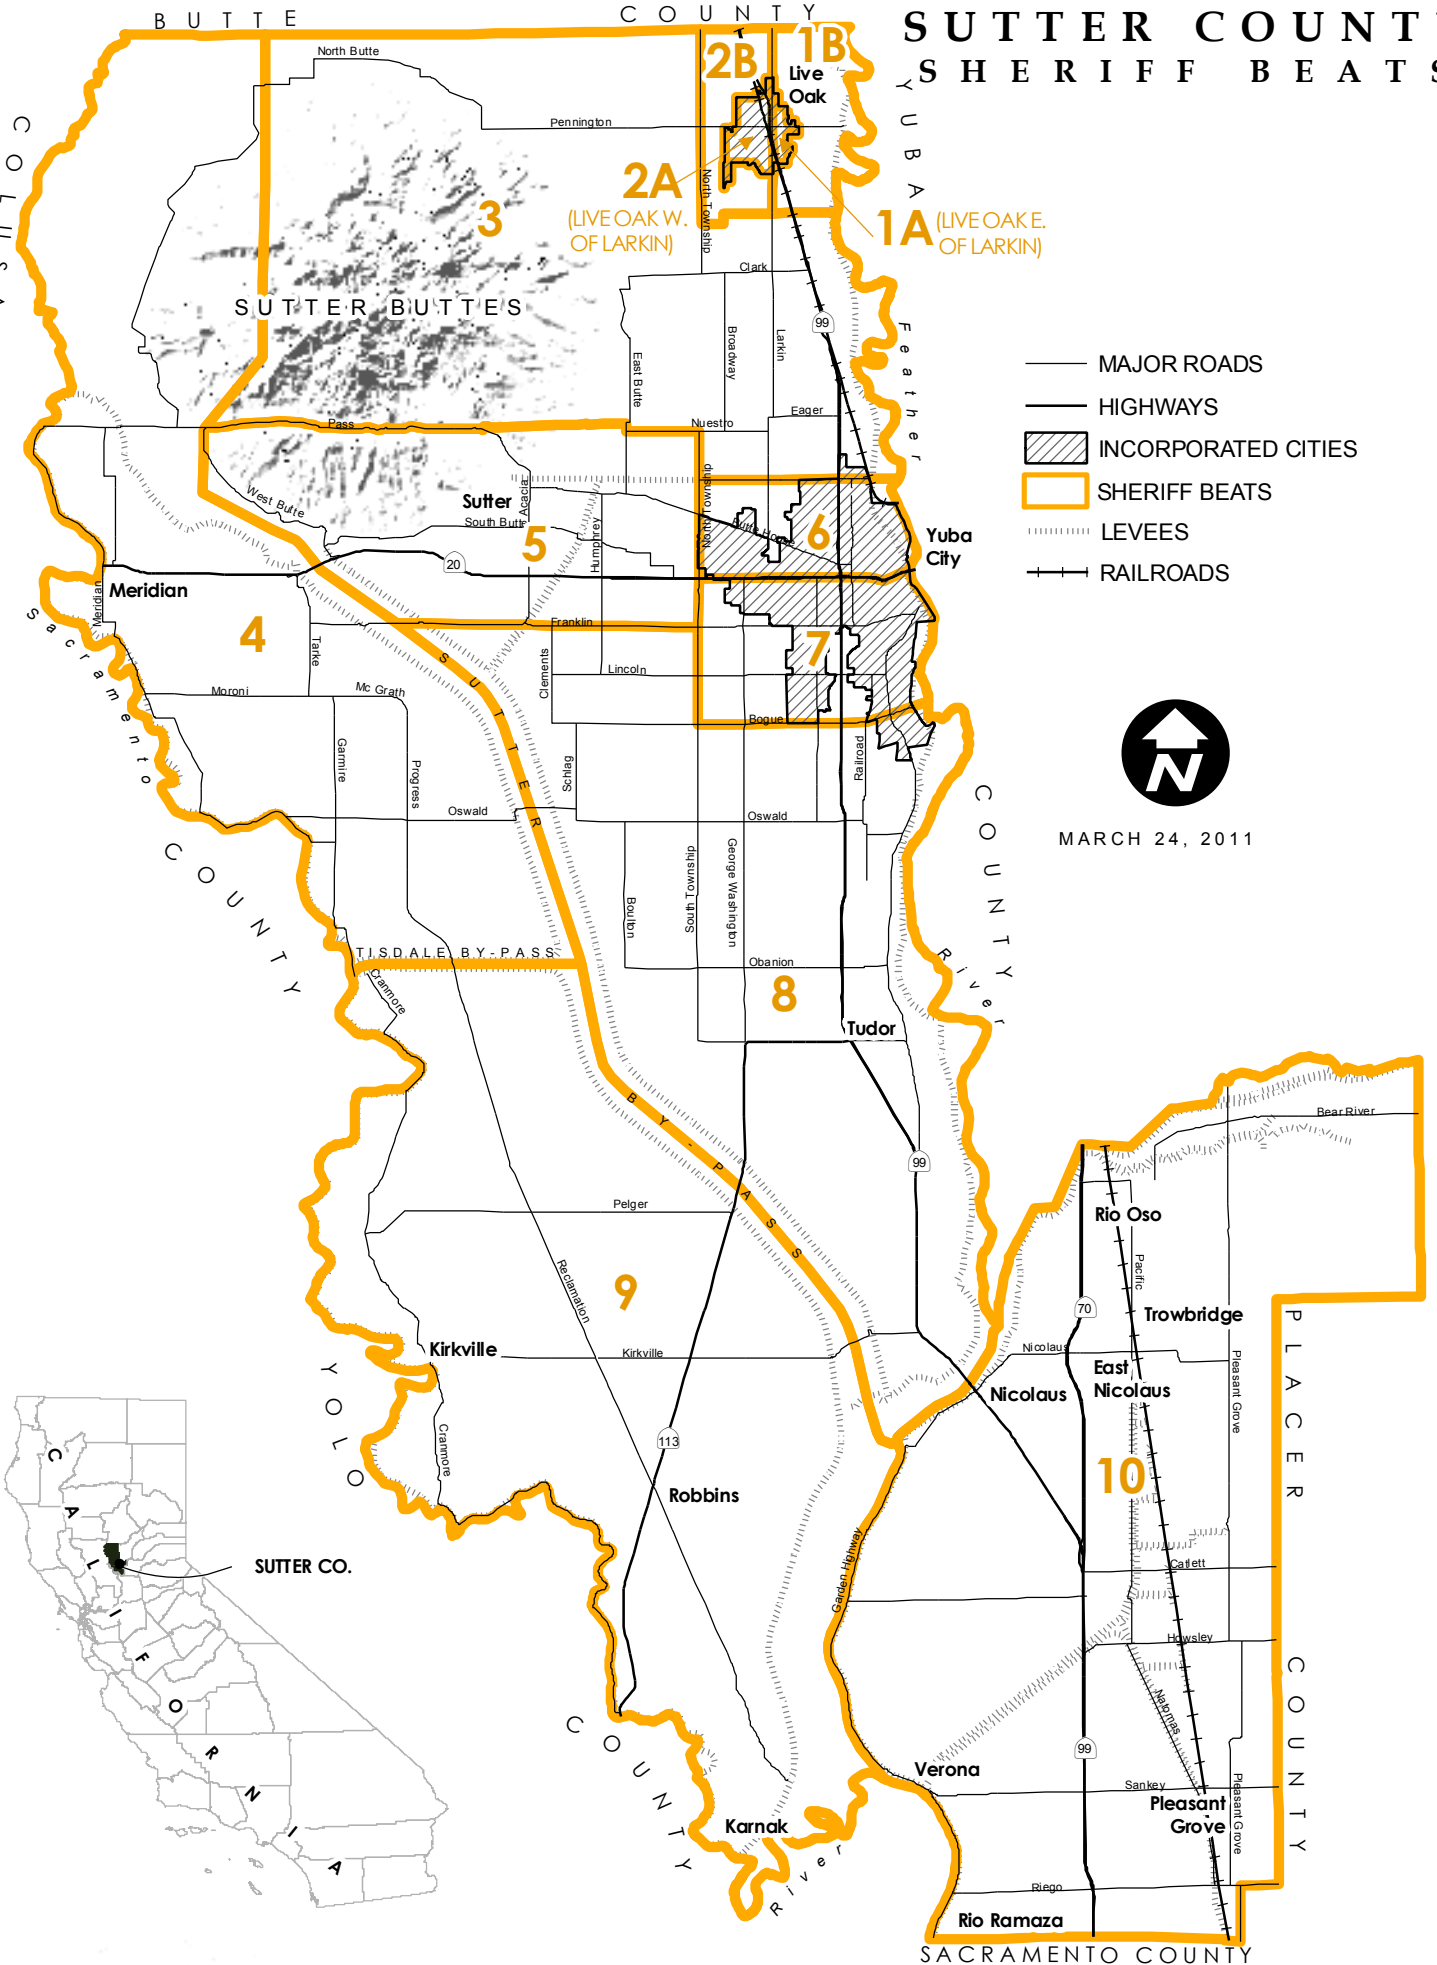 SUTTER COUNT
SHERIFF BEATS
BUTTE COUNTY
COLUSA
YUBA
North Butte
2B
1B
Live
Oak
Pennington
2A
(LIVE OAK W.
OF LARKIN)
1A
(LIVE OAK E.
OF LARKIN)
North Township
3
SUTTER BUTTES
Clark
99
Broadway
Larkin
East Butte
Feather
Eager
Nuestro
Pass
MAJOR ROADS
HIGHWAYS
INCORPORATED CITIES
SHERIFF BEATS
LEVEES
RAILROADS
North Township
Sutter
Acacia
West Butte
South Butte
5
Humphrey
Butte House
6
Yuba
City
20
Meridian
Meridian
Sacramento
4
Tarke
Franklin
7
Clements
Lincoln
Moroni
Mc Grath
Bogue
Garmire
Progress
Schlag
Railroad
Oswald
Oswald
COUNTY
COUNTY
MARCH 24, 2011
N
SUTTER
BY-PASS
Boulton
South Township
George Washington
TISDALE BY-PASS
Cranmore
Obanion
8
River
Tudor
99
Bear River
Pelger
Rio Oso
Pacific
Reclamation
9
70
Trowbridge
Kirkville
Kirkville
Nicolaus
East
Nicolaus
Nicolaus
Pleasant Grove
PLACER
COUNTY
YOLO
COUNTY
Cranmore
113
Robbins
10
Garden Highway
Catlett
Howsley
Natomas
99
Verona
Sankey
Pleasant
Grove
Pleasant Grove
Karnak
River
Riego
Rio Ramaza
SACRAMENTO COUNTY
CALIFORNIA
SUTTER CO.